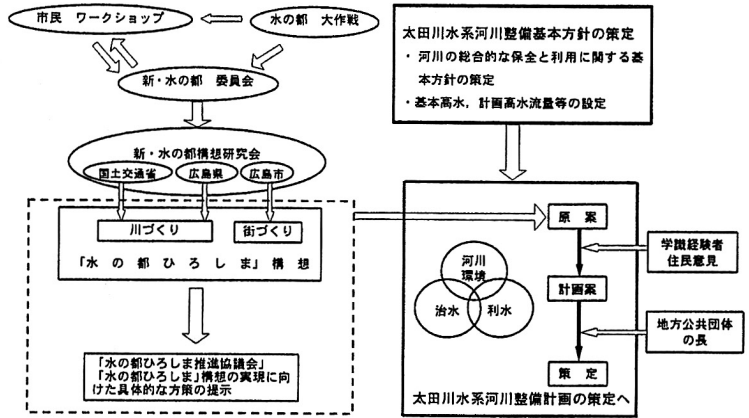 市民 ワークショップ
水の都 大作戦
新・水の都 委員会
新・水の都構想研究会
国土交通省
広島県
広島市
川づくり
街づくり
「水の都ひろしま」構想
「水の都ひろしま推進協議会」
「水の都ひろしま」構想の実現に向
けた具体的な方策の提示
太田川水系河川整備基本方針の策定
・河川の総合的な保全と利用に関する基
本方針の策定
・基本高水，計画高水流量等の設定
原案
学識経験者
住民意見
河川
環境
治水
利水
計画案
地方公共団体
の長
策定
太田川水系河川整備計画の策定へ